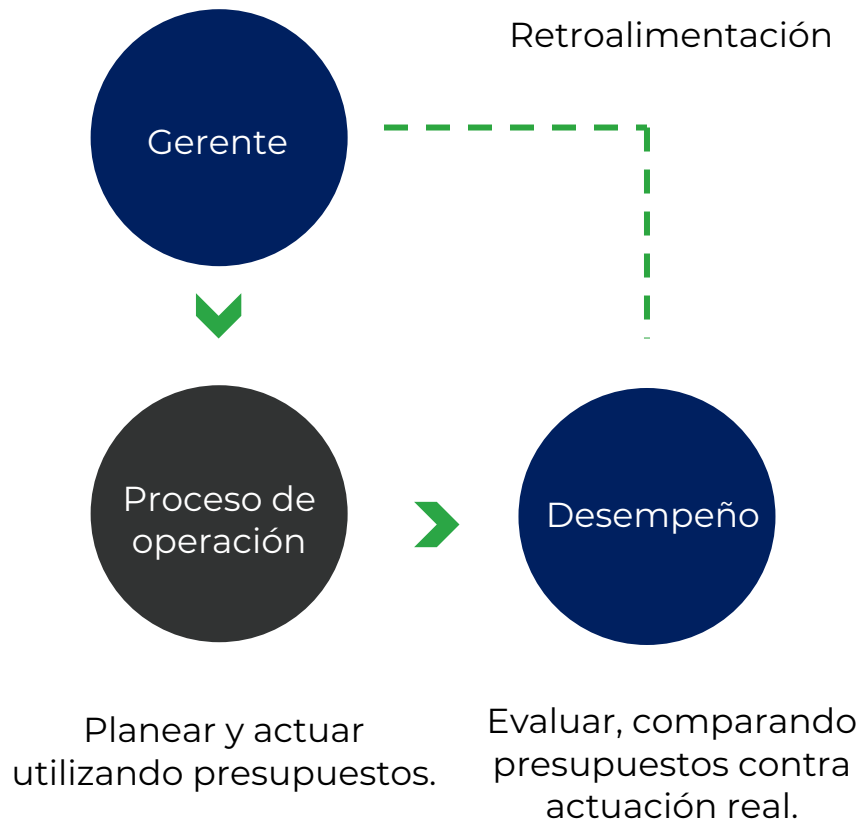 Retroalimentación
Gerente
Proceso de
operación
Desempeño
Planear y actuar
utilizando presupuestos.
Evaluar, comparando
presupuestos contra
actuación real.